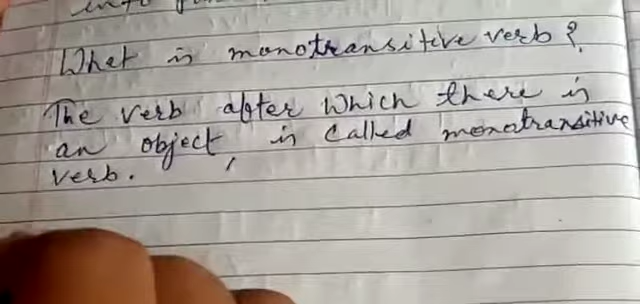 What is monotransitive verb?
The verb after which there is
an object, is called monotransitive
verb.